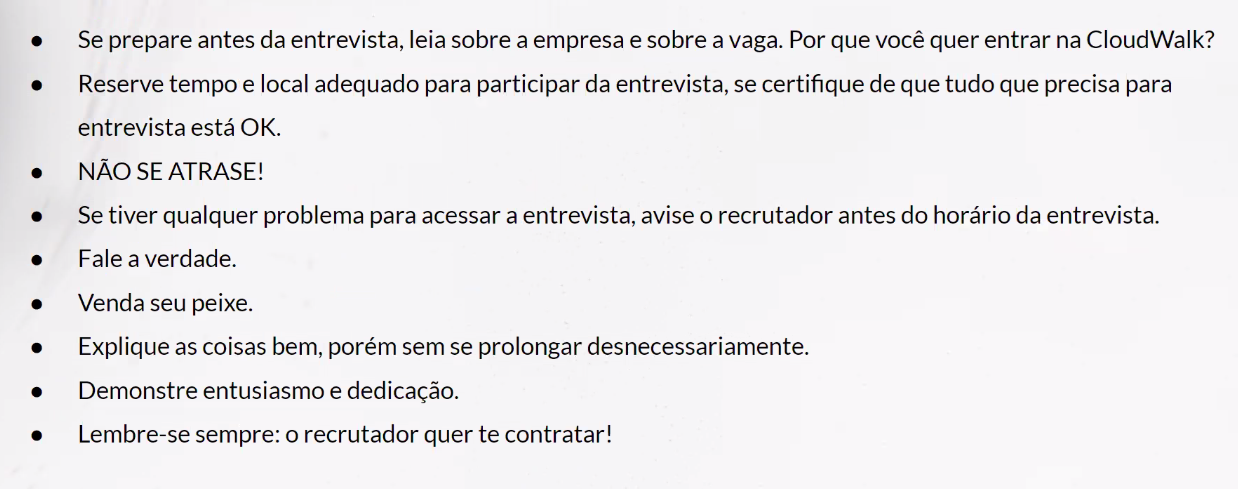 ● Se prepare antes da entrevista, leia sobre a empresa e sobre a vaga. Por que você quer entrar na CloudWalk?
● Reserve tempo e local adequado para participar da entrevista, se certifique de que tudo que precisa para
entrevista está OK.
● NÃO SE ATRASE!
● Se tiver qualquer problema para acessar a entrevista, avise o recrutador antes do horário da entrevista.
● Fale a verdade.
● Venda seu peixe.
● Explique as coisas bem, porém sem se prolongar desnecessariamente.
● Demonstre entusiasmo e dedicação.
● Lembre-se sempre: o recrutador quer te contratar!